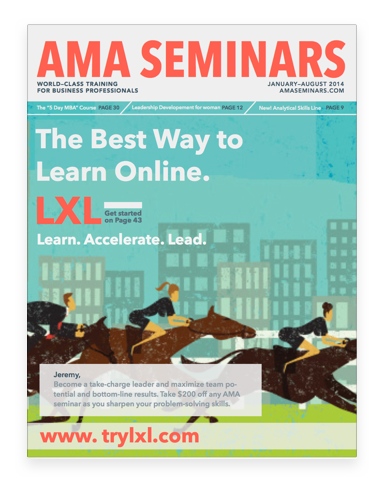 AMA SEMINARS
WORLD–CLASS TRAINING
FOR BUSINESS PROFESSIONALS
JANUARY–AUGUST 2014
AMASEMINARS.COM
The "5 Day MBA" Course PAGE 30
Leadership Developement for woman PAGE 12
New! Analytical Skills Line PAGE 9
The Best Way to
Learn Online.
LXL
Get started
on Page 43
Learn. Accelerate. Lead.
Jeremy,
Become a take-charge leader and maximize team po-
tential and bottom-line results. Take $200 off any AMA
seminar as you sharpen your problem-solving skills.
www. trylxl.com